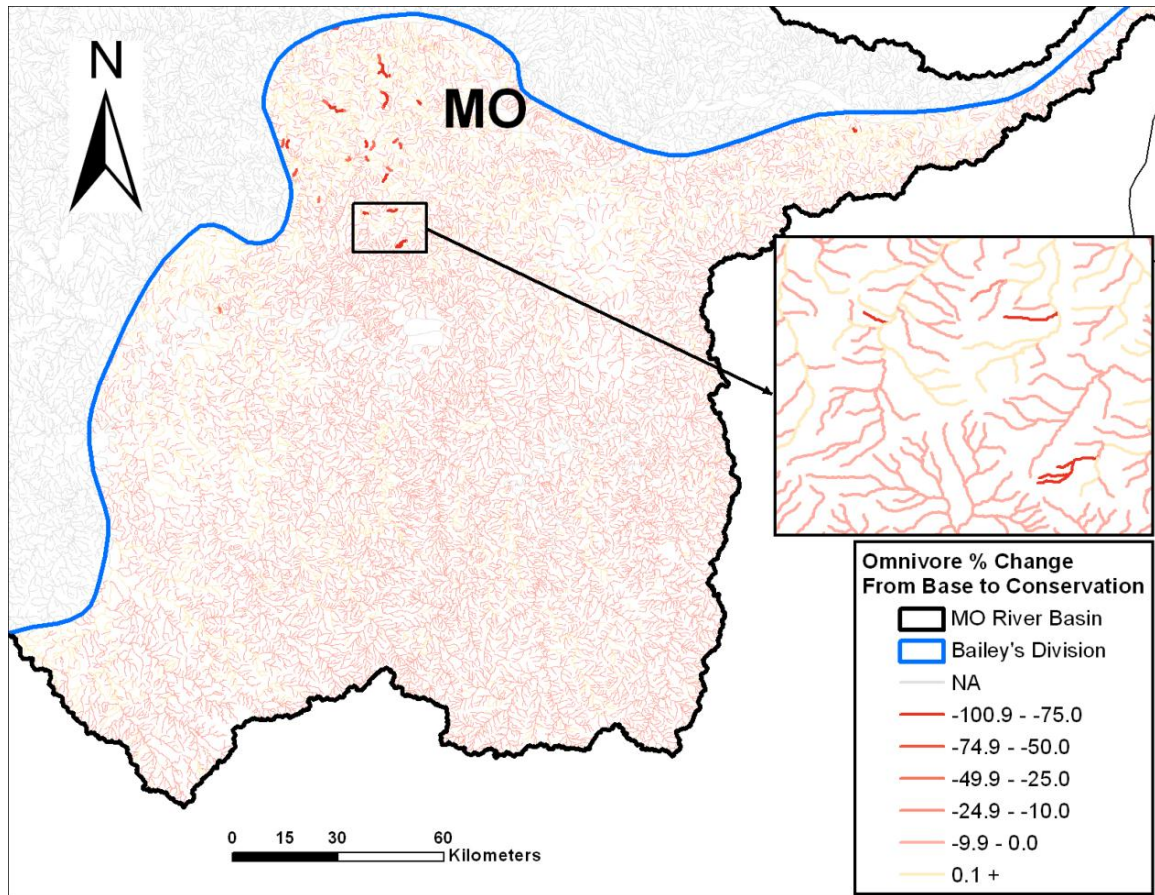 N
MO
Omnivore % Change
From Base to Conservation
MO River Basin
Bailey's Division
NA
-100.9 - -75.0
-74.9 - -50.0
-49.9 - -25.0
-24.9 - -10.0
-9.9 - 0.0
0.1 +
0 15 30 60
Kilometers